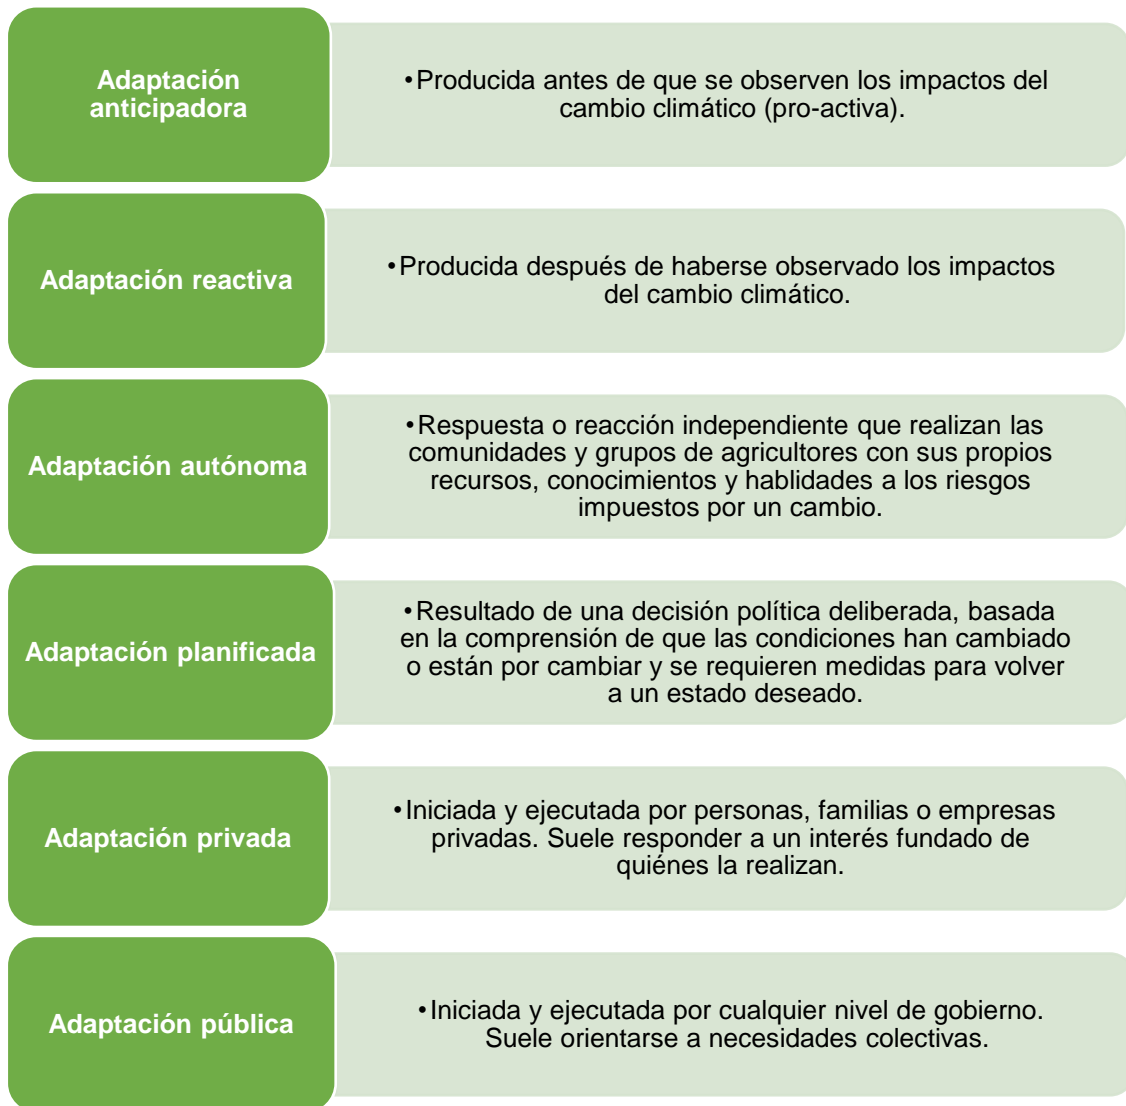 Adaptación
anticipadora
•Producida antes de que se observen los impactos del
cambio climático (pro-activa).
Adaptación reactiva
•Producida después de haberse observado los impactos
del cambio climático.
Adaptación autónoma
•Respuesta o reacción independiente que realizan las
comunidades y grupos de agricultores con sus propios
recursos, conocimientos y hablidades a los riesgos
impuestos por un cambio.
Adaptación planificada
•Resultado de una decisión política deliberada, basada
en la comprensión de que las condiciones han cambiado
o están por cambiar y se requieren medidas para volver
a un estado deseado.
Adaptación privada
•Iniciada y ejecutada por personas, familias o empresas
privadas. Suele responder a un interés fundado de
quiénes la realizan.
Adaptación pública
•Iniciada y ejecutada por cualquier nivel de gobierno.
Suele orientarse a necesidades colectivas.